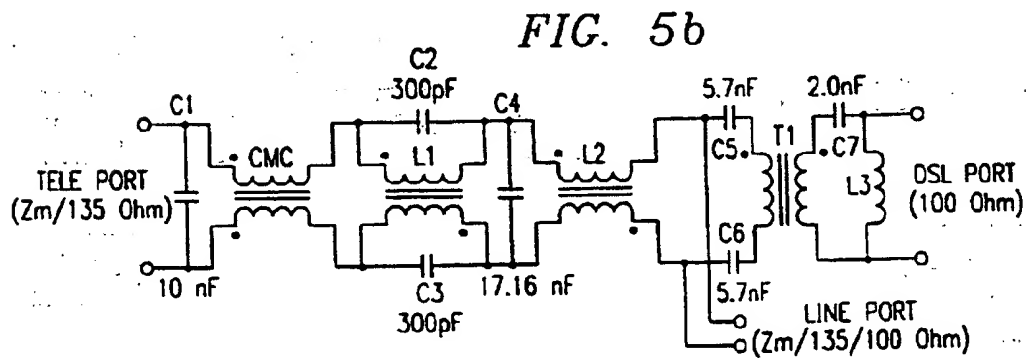 FIG. 5b
C2
300pF
C1
CMC
L1
C4
L2
5.7nF
2.0nF
T1
C5
C7
L3
TELE PORT
(Zm/135 Ohm)
DSL PORT
(100 Ohm)
10 nF
C3
300pF
17.16 nF
C6
5.7nF
LINE PORT
(Zm/135/100 Ohm)